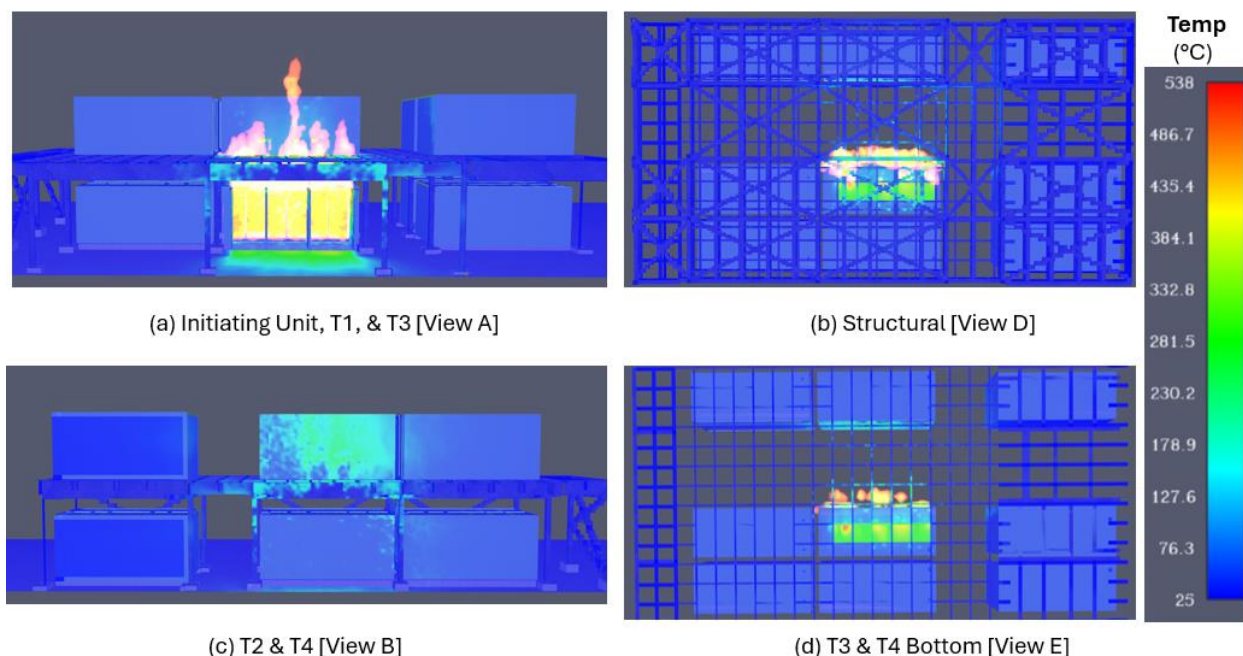 Temp
(°C)
538
486.7
435.4
384.1
332.8
281.5
230.2
178.9
127.6
76.3
25
(a) Initiating Unit, T1, & T3 [View A]
(b) Structural [View D]
(c) T2 & T4 [View B]
(d) T3 & T4 Bottom [View E]